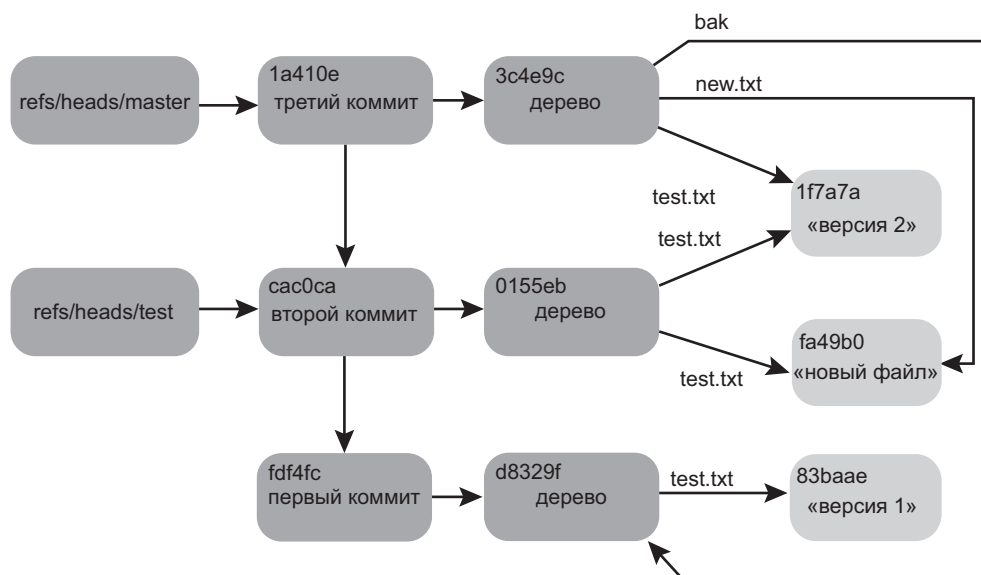 bak
refs/heads/master
1a410e
третий коммит
3c4e9c
дерево
new.txt
test.txt
1f7a7a
«версия 2»
test.txt
refs/heads/test
cac0ca
второй коммит
0155eb
дерево
test.txt
fa49b0
«новый файл»
fdf4fc
первый коммит
d8329f
дерево
test.txt
83baae
«версия 1»